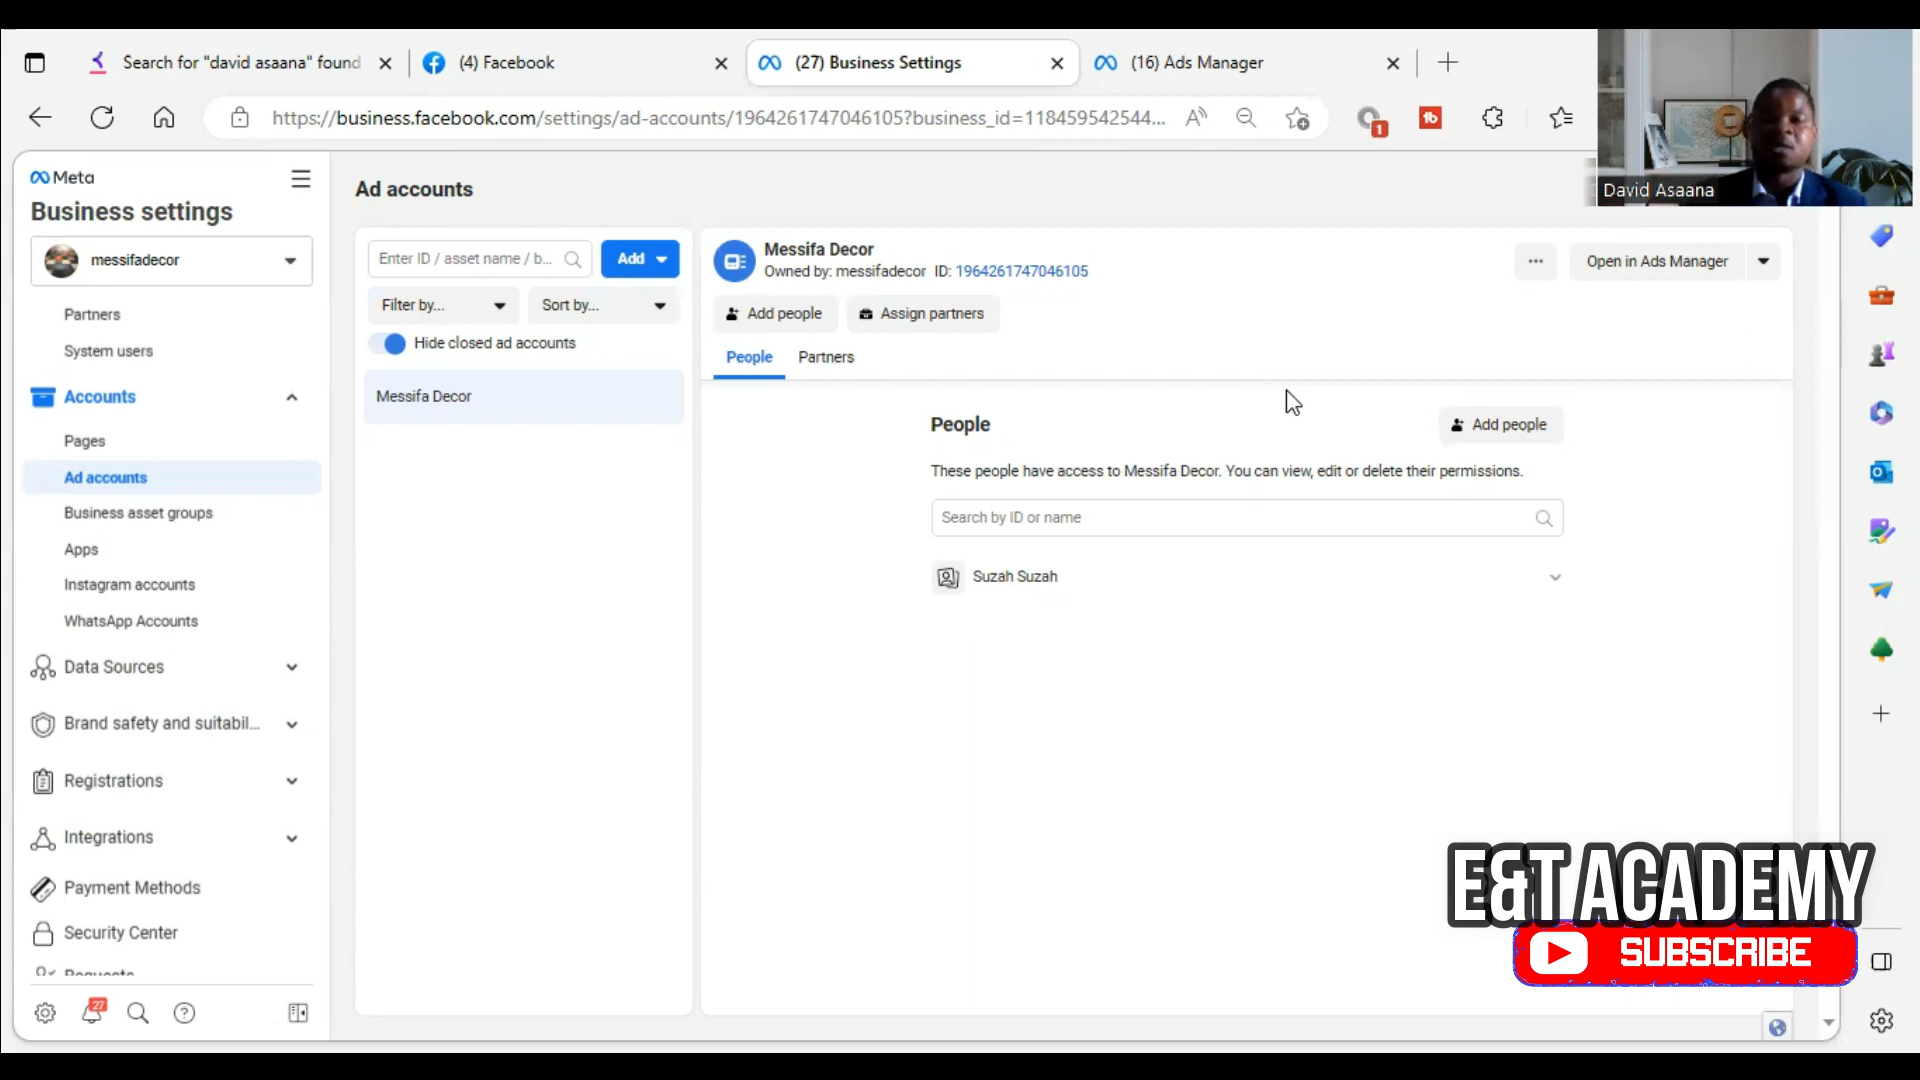 Search for "david asaana" found
(4) Facebook
(27) Business Settings
(16) Ads Manager
https://business.facebook.com/settings/ad-accounts/1964261747046105?business_id=118459542544...
1
tb
David Asaana
Meta
Business settings
messifadecor
Partners
System users
Accounts
Pages
Ad accounts
Business asset groups
Apps
Instagram accounts
WhatsApp Accounts
Data Sources
Brand safety and suitabil...
Registrations
Integrations
Payment Methods
Security Center
Requests
27
Ad accounts
Enter ID / asset name / b...
Add
Filter by...
Sort by...
Hide closed ad accounts
Messifa Decor
Messifa Decor
Owned by: messifadecor ID: 1964261747046105
Open in Ads Manager
Add people
Assign partners
People
Partners
People
Add people
These people have access to Messifa Decor. You can view, edit or delete their permissions.
Search by ID or name
Suzah Suzah
E&T ACADEMY
SUBSCRIBE